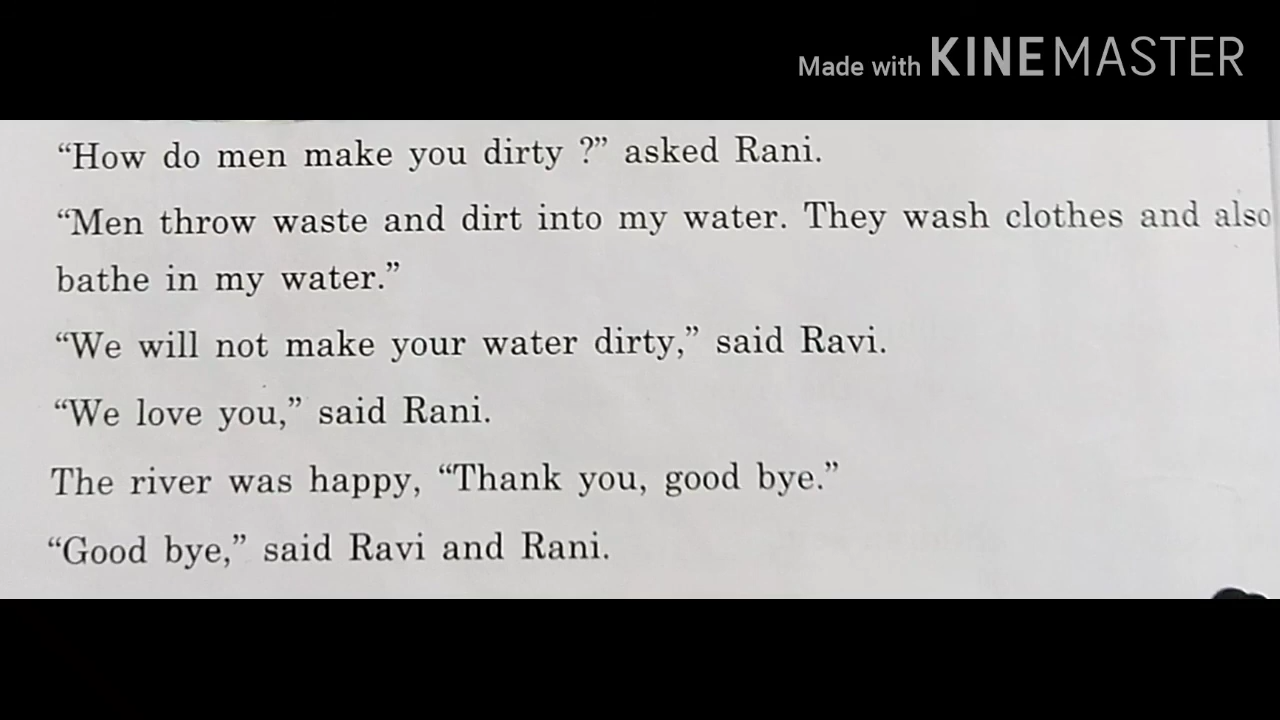 Made with KINEMASTER
“How do men make you dirty ?” asked Rani.
“Men throw waste and dirt into my water. They wash clothes and also
bathe in my water.”
“We will not make your water dirty,” said Ravi.
“We love you,” said Rani.
The river was happy, “Thank you, good bye.”
“Good bye,” said Ravi and Rani.